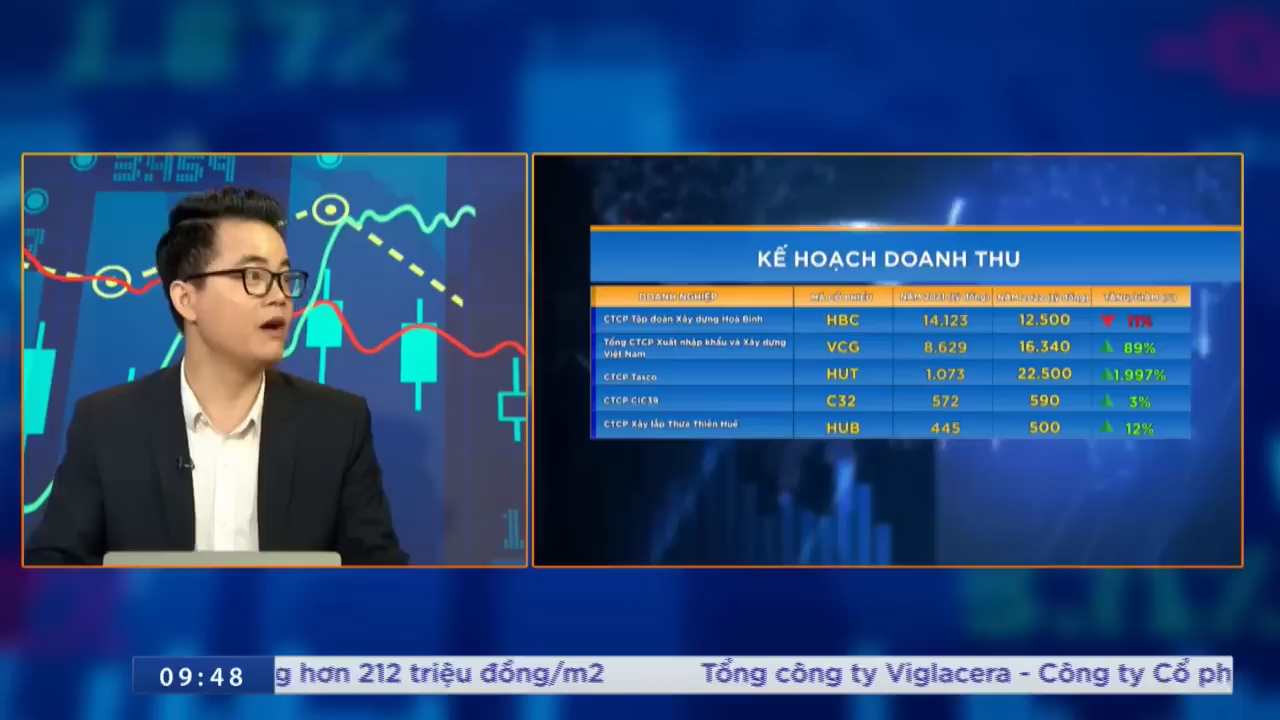 KẾ HOẠCH DOANH THU
DOANH NGHIỆP MÃ CỔ PHIẾU NĂM 2021 (tỷ đồng) NĂM 2022 (tỷ đồng) TĂNG/GIẢM (%)
CTCP Tập đoàn Xây dựng Hoà Bình HBC 14.123 12.500 11%
Tổng CTCP Xuất nhập khẩu và Xây dựng
Việt Nam VCG 8.629 16.340 89%
CTCP Tasco HUT 1.073 22.500 1.997%
CTCP CIC39 C32 572 590 3%
CTCP Xây lắp Thừa Thiên Huế HUB 445 500 12%
09:48 g hơn 212 triệu đồng/m2 Tổng công ty Viglacera - Công ty Cổ ph